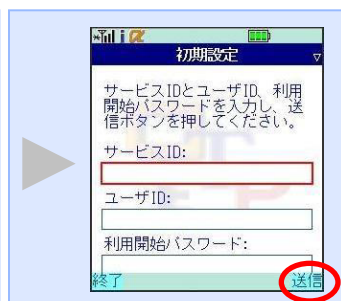 初期設定
サービスIDとユーザID、利用
開始パスワードを入力し、送
信ボタンを押してください。
サービスID:
ユーザID:
利用開始パスワード:
終了 送信